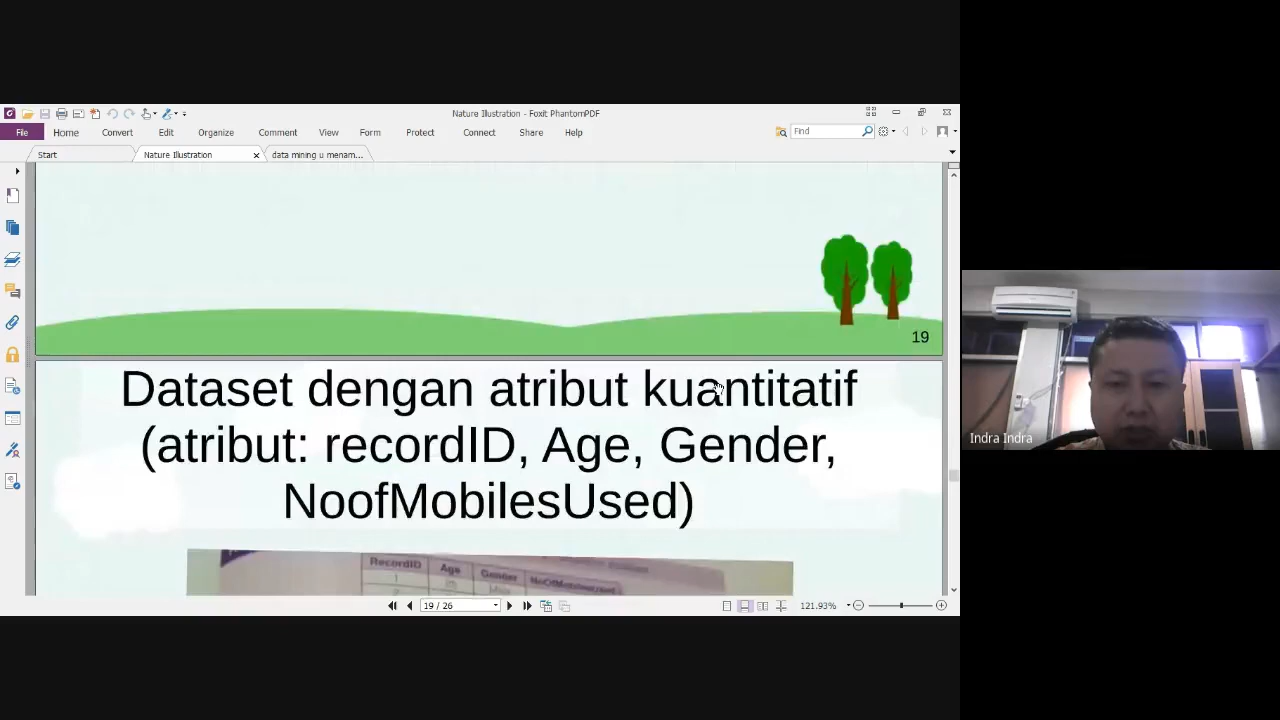 Nature Illustration - Foxit PhantomPDF
File Home Convert Edit Organize Comment View Form Protect Connect Share Help Find
Start Nature Illustration data mining u menam...
19
Dataset dengan atribut kuantitatif
(atribut: recordID, Age, Gender,
NoofMobilesUsed)
RecordID Age Gender NoOfMobilesUsed
1
19 / 26 121.93%
Indra Indra